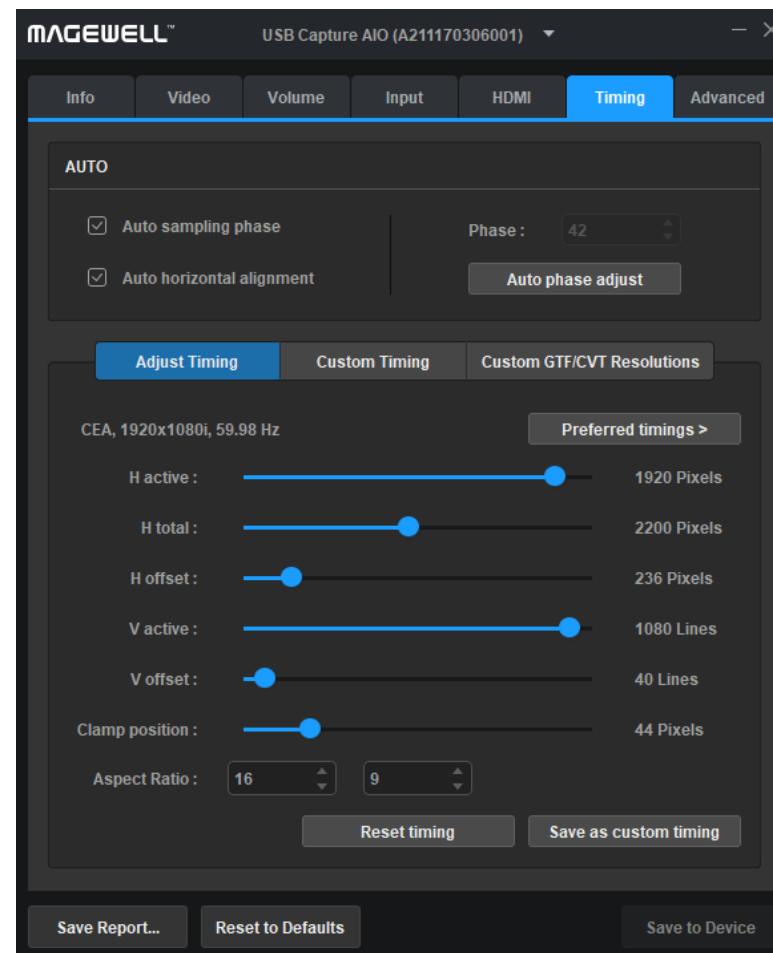 MAGEWELL™ USB Capture AIO (A211170306001)
Info Video Volume Input HDMI Timing Advanced
AUTO
Auto sampling phase Phase : 42
Auto horizontal alignment Auto phase adjust
Adjust Timing Custom Timing Custom GTF/CVT Resolutions
CEA, 1920x1080i, 59.98 Hz Preferred timings >
H active : 1920 Pixels
H total : 2200 Pixels
H offset : 236 Pixels
V active : 1080 Lines
V offset : 40 Lines
Clamp position : 44 Pixels
Aspect Ratio : 16 9
Reset timing Save as custom timing
Save Report... Reset to Defaults Save to Device